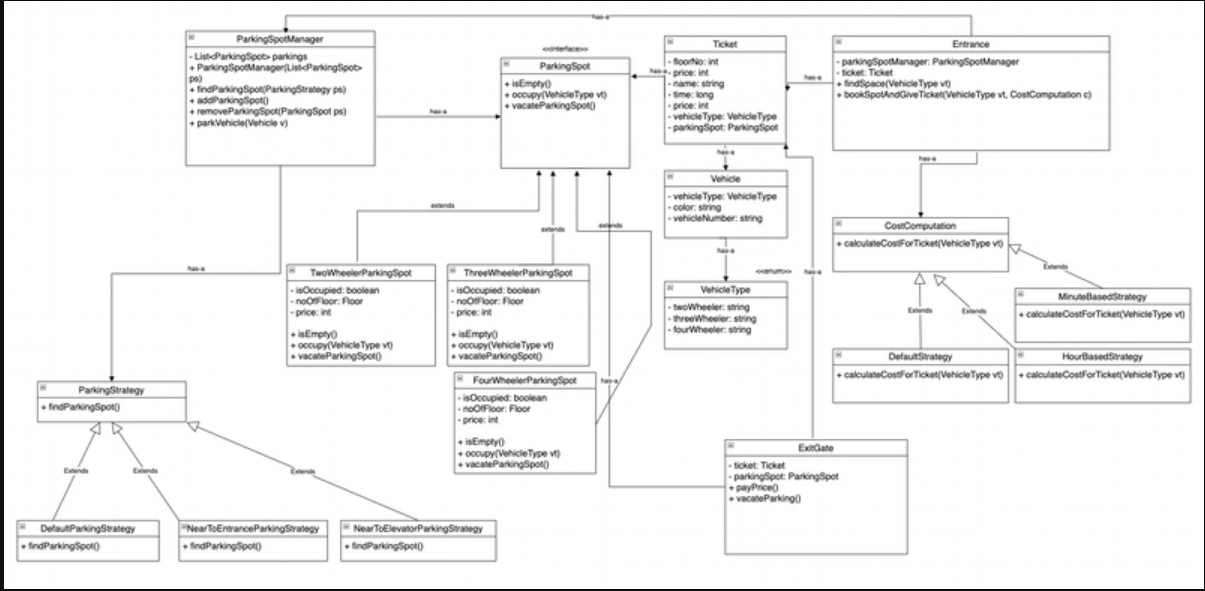 has-a
ParkingSpotManager
- List<ParkingSpot> parkings
+ ParkingSpotManager(List<ParkingSpot>
ps)
+ findParkingSpot(ParkingStrategy ps)
+ addParkingSpot()
+ removeParkingSpot(ParkingSpot ps)
+ parkVehicle(Vehicle v)
has-a
<<interface>>
ParkingSpot
+ isEmpty()
+ occupy(VehicleType vt)
+ vacateParkingSpot()
has-a
Ticket
- floorNo: int
- price: int
- name: string
- time: long
- price: int
- vehicleType: VehicleType
- parkingSpot: ParkingSpot
has-a
Entrance
- parkingSpotManager: ParkingSpotManager
- ticket: Ticket
+ findSpace(VehicleType vt)
+ bookSpotAndGiveTicket(VehicleType vt, CostComputation c)
has-a
has-a
Vehicle
- vehicleType: VehicleType
- color: string
- vehicleNumber: string
has-a
<<enum>>
VehicleType
- twoWheeler: string
- threeWheeler: string
- fourWheeler: string
has-a
CostComputation
+ calculateCostForTicket(VehicleType vt)
Extends
Extends
Extends
MinuteBasedStrategy
+ calculateCostForTicket(VehicleType vt)
DefaultStrategy
+ calculateCostForTicket(VehicleType vt)
HourBasedStrategy
+ calculateCostForTicket(VehicleType vt)
extends
extends
extends
has-a
TwoWheelerParkingSpot
- isOccupied: boolean
- noOfFloor: Floor
- price: int
+ isEmpty()
+ occupy(VehicleType vt)
+ vacateParkingSpot()
ThreeWheelerParkingSpot
- isOccupied: boolean
- noOfFloor: Floor
- price: int
+ isEmpty()
+ occupy(VehicleType vt)
+ vacateParkingSpot()
FourWheelerParkingSpot
- isOccupied: boolean
- noOfFloor: Floor
- price: int
+ isEmpty()
+ occupy(VehicleType vt)
+ vacateParkingSpot()
has-a
has-a
ParkingStrategy
+ findParkingSpot()
Extends
Extends
Extends
DefaultParkingStrategy
+ findParkingSpot()
NearToEntranceParkingStrategy
+ findParkingSpot()
NearToElevatorParkingStrategy
+ findParkingSpot()
ExitGate
- ticket: Ticket
- parkingSpot: ParkingSpot
+ payPrice()
+ vacateParking()